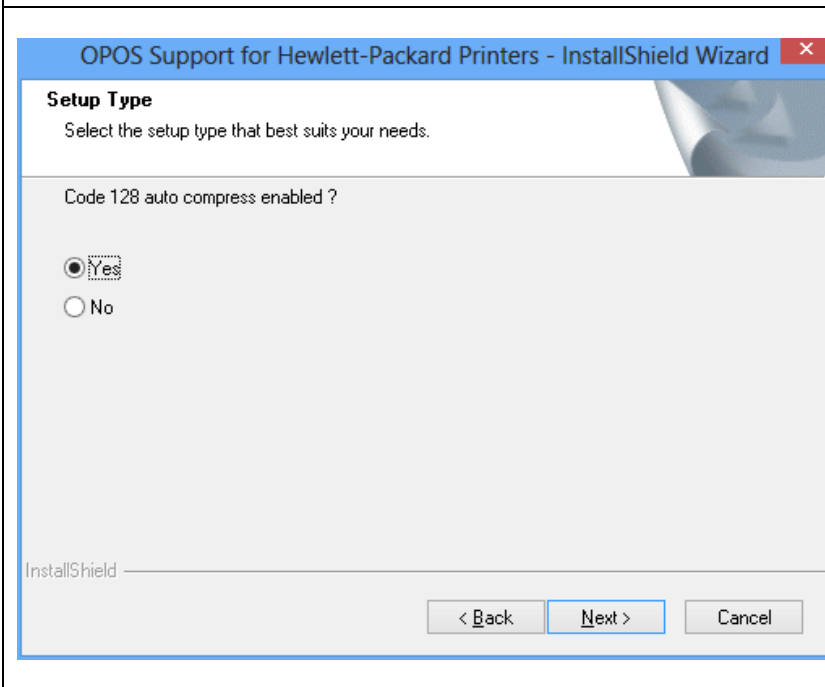 OPOS Support for Hewlett-Packard Printers - InstallShield Wizard
Setup Type
Select the setup type that best suits your needs.
Code 128 auto compress enabled ?
Yes
No
InstallShield
< Back Next > Cancel